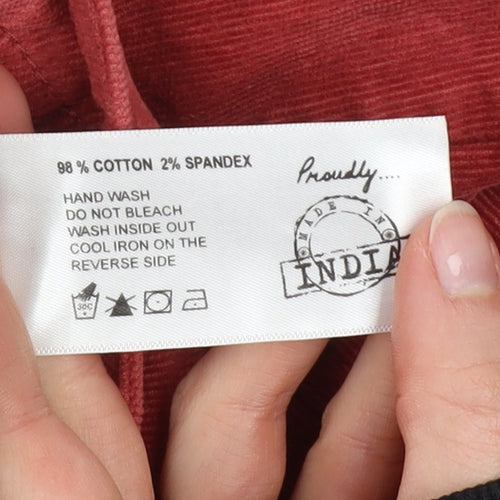 98 % COTTON 2% SPANDEX
HAND WASH
DO NOT BLEACH
WASH INSIDE OUT
COOL IRON ON THE
REVERSE SIDE
30C
Proudly....
MADE IN
INDIA